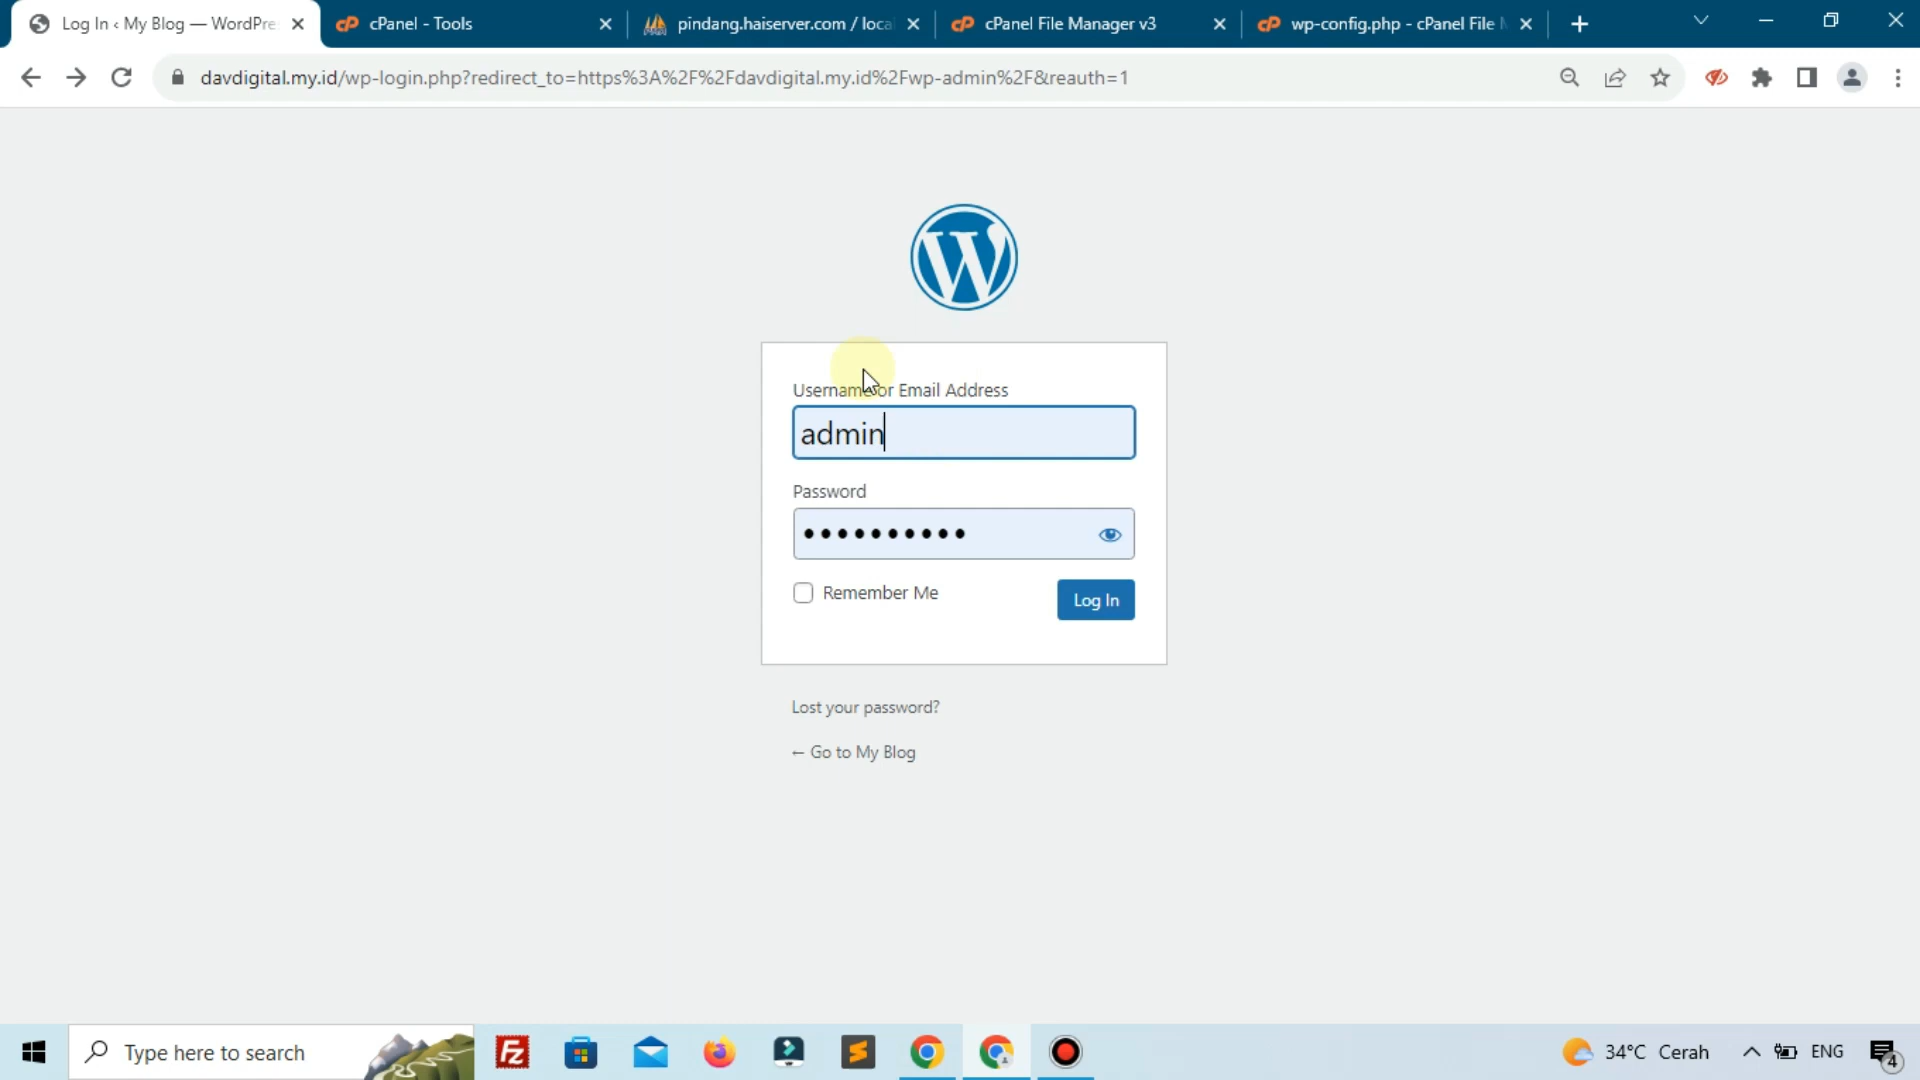 Log In ‹ My Blog — WordPre
cPanel - Tools
pindang.haiserver.com / loca
cPanel File Manager v3
wp-config.php - cPanel File
davdigital.my.id/wp-login.php?redirect_to=https%3A%2F%2Fdavdigital.my.id%2Fwp-admin%2F&reauth=1
Username or Email Address
admin
Password
Remember Me
Log In
Lost your password?
← Go to My Blog
Type here to search
34°C Cerah
ENG
4